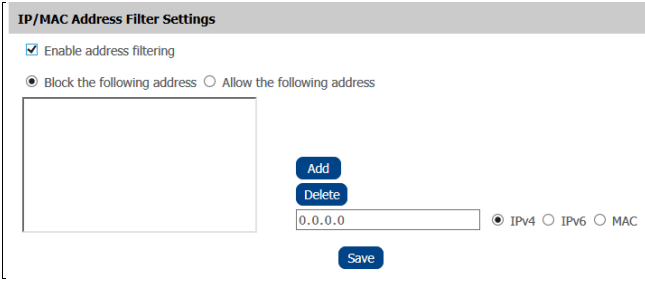 IP/MAC Address Filter Settings
Enable address filtering
Block the following address Allow the following address
Add
Delete
0.0.0.0 IPv4 IPv6 MAC
Save